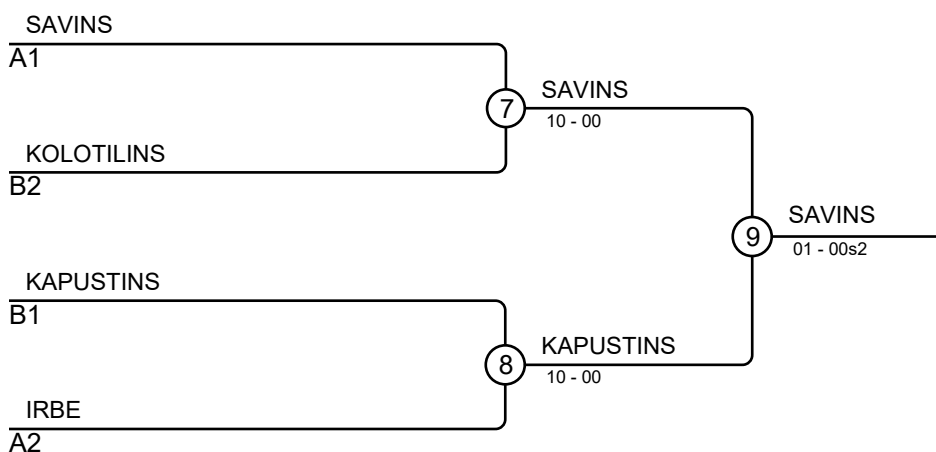 SAVINS
A1
7
SAVINS
10 - 00
KOLOTILINS
B2
9
SAVINS
01 - 00s2
KAPUSTINS
B1
8
KAPUSTINS
10 - 00
IRBE
A2